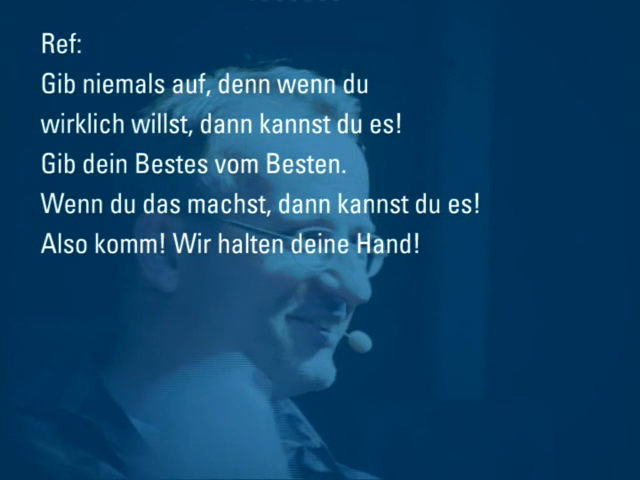 Ref:
Gib niemals auf, denn wenn du
wirklich willst, dann kannst du es!
Gib dein Bestes vom Besten.
Wenn du das machst, dann kannst du es!
Also komm! Wir halten deine Hand!